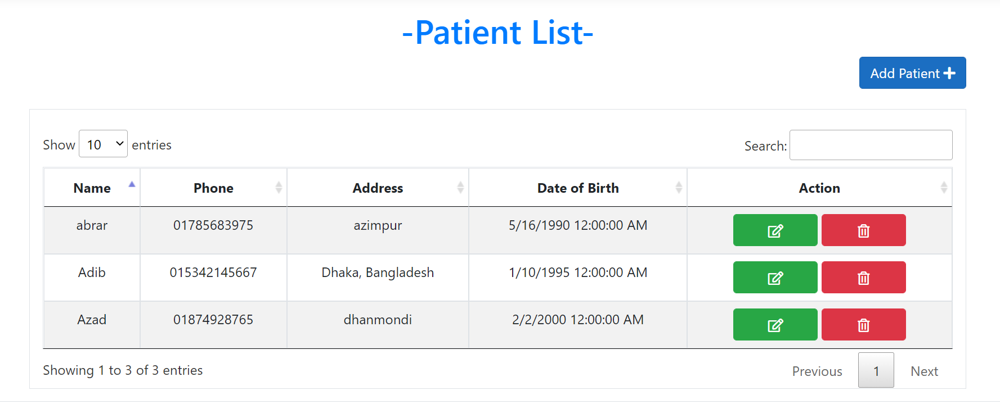 -Patient List-
Add Patient
Show 10 entries
Search:
Name Phone Address Date of Birth Action
abrar 01785683975 azimpur 5/16/1990 12:00:00 AM
Adib 015342145667 Dhaka, Bangladesh 1/10/1995 12:00:00 AM
Azad 01874928765 dhanmondi 2/2/2000 12:00:00 AM
Showing 1 to 3 of 3 entries
Previous 1 Next